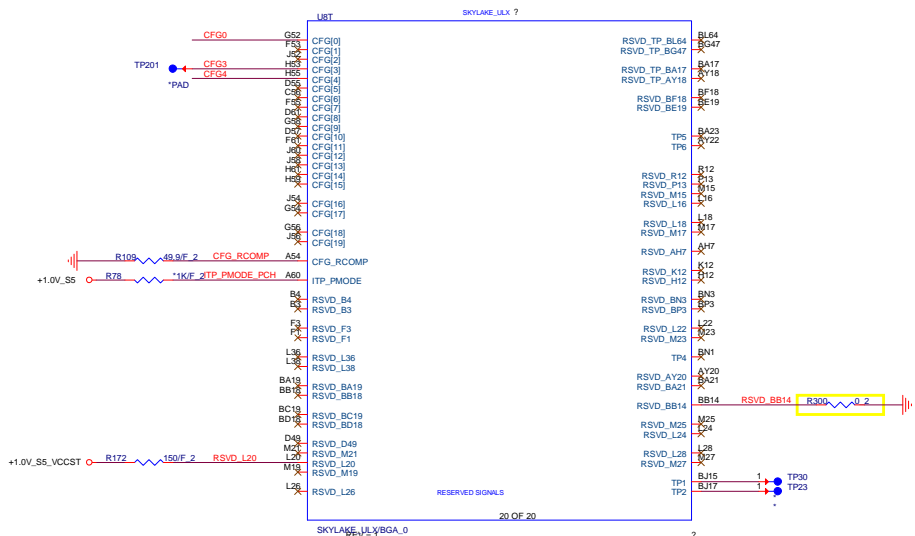 SKYLAKE_ULX ?
U8T
CFG0 G52 CFG[0] RSVD_TP_BL64 BL64
F53 CFG[1] RSVD_TP_BG47 BG47
J52 CFG[2]
TP201 CFG3 H53 CFG[3] RSVD_TP_BA17 BA17
CFG4 H55 CFG[4] RSVD_TP_AY18 AY18
*PAD D55 CFG[5]
C56 CFG[6] RSVD_BF18 BF18
F55 CFG[7] RSVD_BE19 BE19
D61 CFG[8]
G58 CFG[9]
D57 CFG[10] TP5 BA23
F61 CFG[11] TP6 AY22
J60 CFG[12]
J58 CFG[13]
H61 CFG[14] RSVD_R12 R12
H59 CFG[15] RSVD_P13 P13
RSVD_M15 M15
J54 CFG[16] RSVD_L16 L16
G54 CFG[17]
RSVD_L18 L18
G56 CFG[18] RSVD_M17 M17
J56 CFG[19]
RSVD_AH7 AH7
R109 49.9/F_2 CFG_RCOMP A54 CFG_RCOMP
RSVD_K12 K12
+1.0V_S5 R78 *1K/F_2 ITP_PMODE_PCH A60 ITP_PMODE RSVD_H12 H12
B4 RSVD_B4 RSVD_BN3 BN3
B3 RSVD_B3 RSVD_BP3 BP3
F3 RSVD_F3 RSVD_L22 L22
F1 RSVD_F1 RSVD_M23 M23
L36 RSVD_L36 TP4 BN1
L38 RSVD_L38
RSVD_AY20 AY20
BA19 RSVD_BA19 RSVD_BA21 BA21
BB18 RSVD_BB18
RSVD_BB14 BB14 RSVD_BB14 R300 0_2
BC19 RSVD_BC19
BD18 RSVD_BD18 RSVD_M25 M25
RSVD_L24 L24
D49 RSVD_D49
M21 RSVD_M21 RSVD_L28 L28
+1.0V_S5_VCCST R172 150/F_2 RSVD_L20 L20 RSVD_L20 RSVD_M27 M27
M19 RSVD_M19
TP1 BJ15 1 TP30
L26 RSVD_L26 RESERVED SIGNALS TP2 BJ17 1 TP23
*
*
20 OF 20
SKYLAKE_ULX/BGA_0
REV = 1 ?